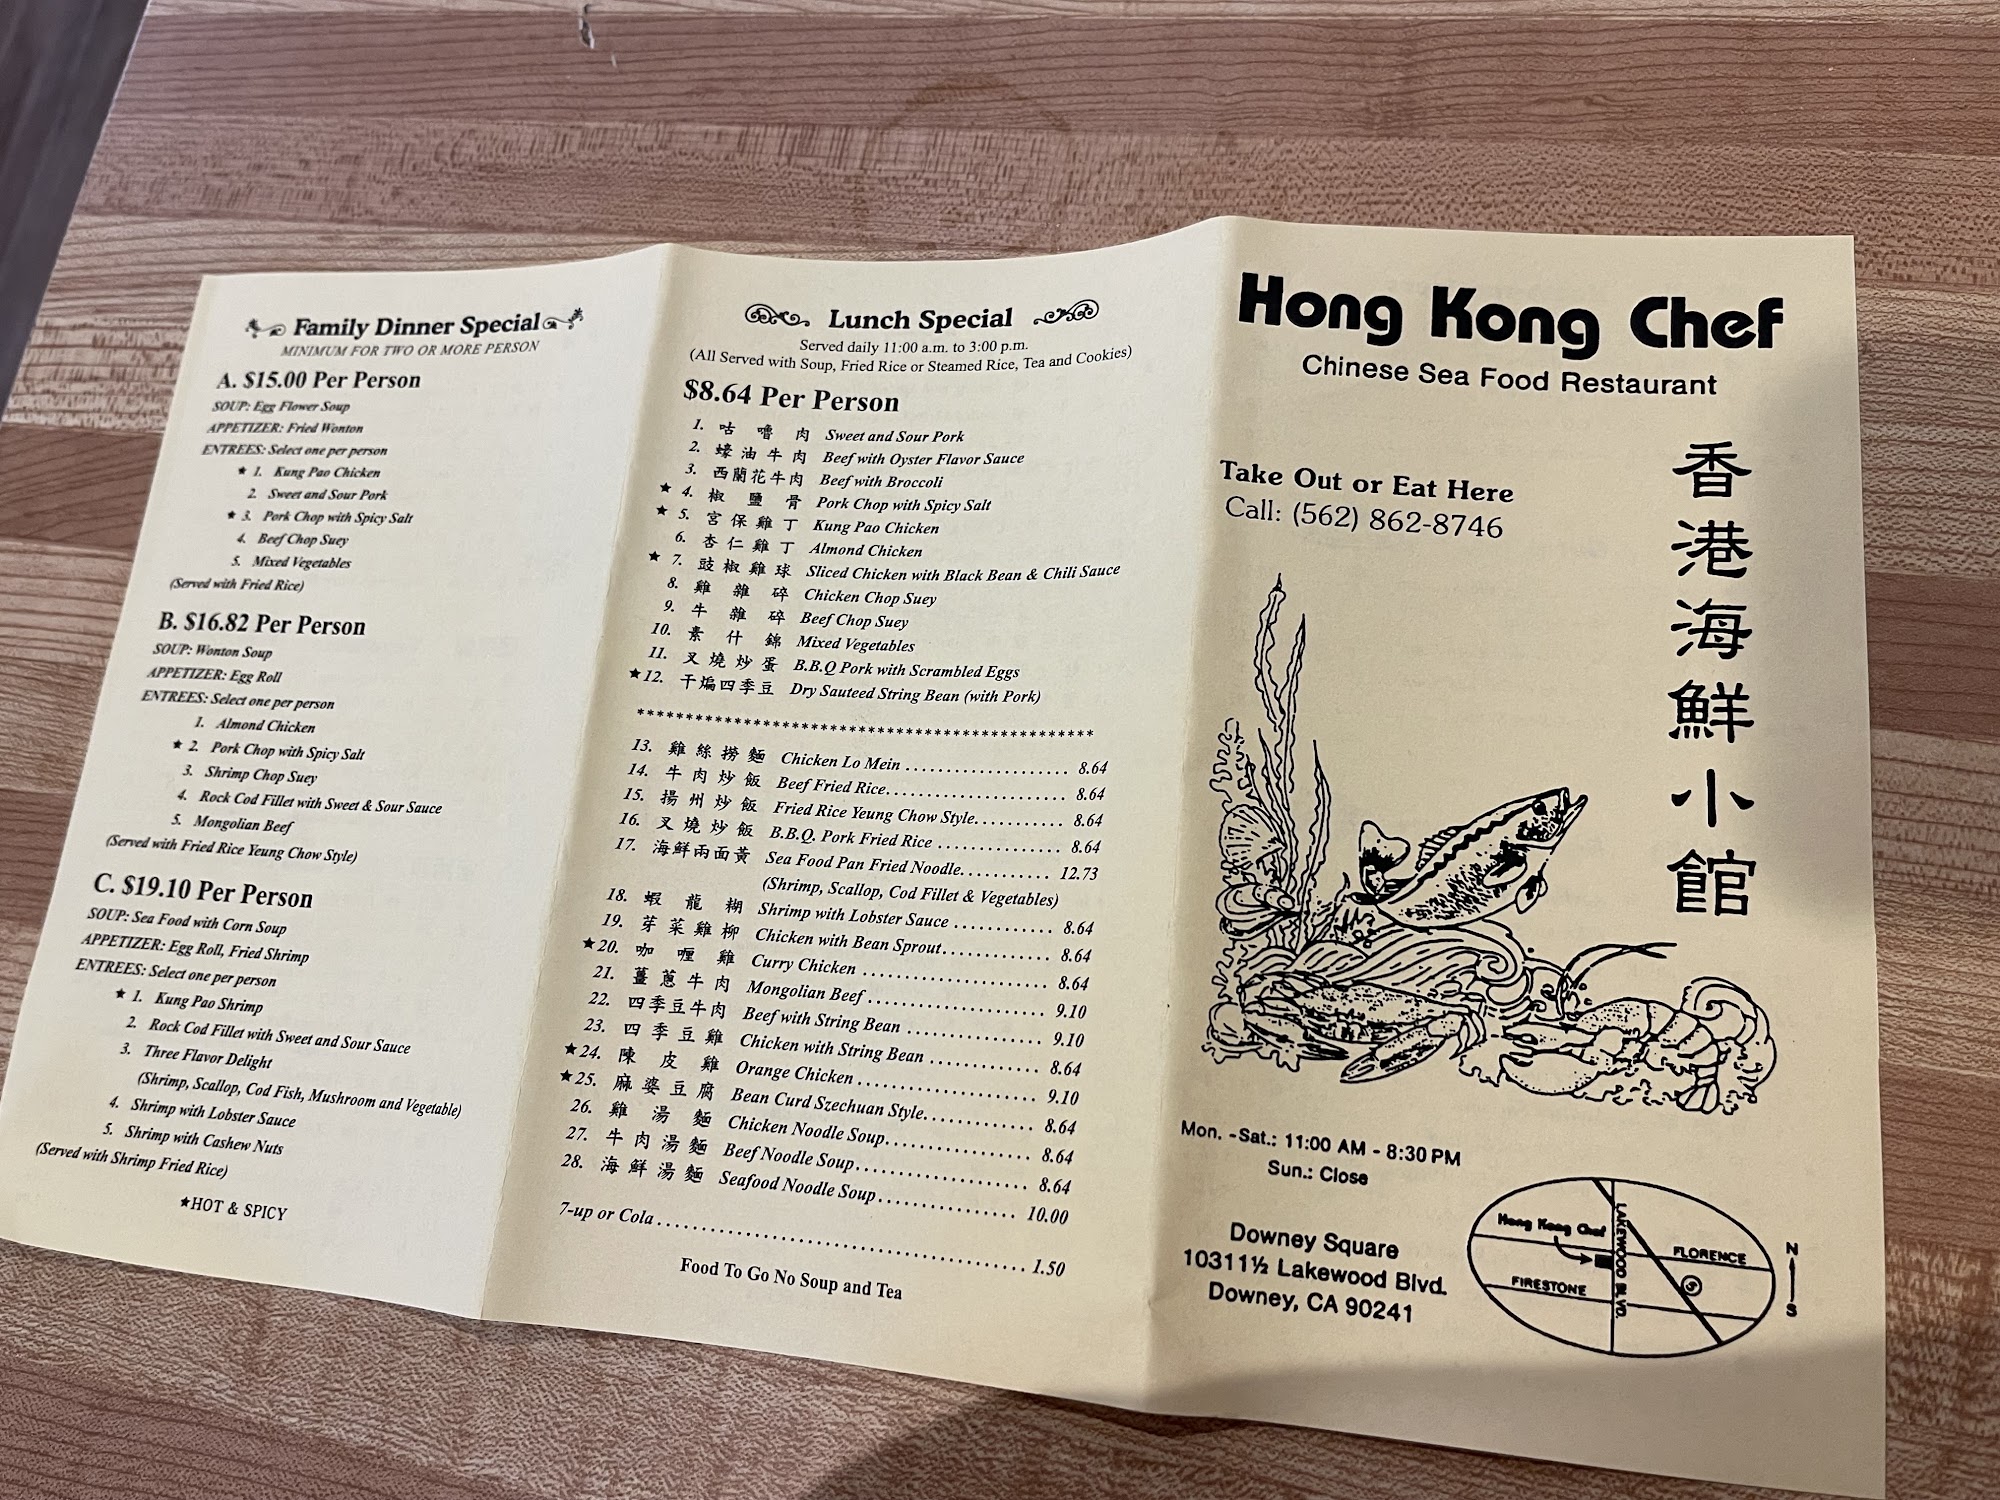 Family Dinner Special
MINIMUM FOR TWO OR MORE PERSON
A. $15.00 Per Person
SOUP: Egg Flower Soup
APPETIZER: Fried Wonton
ENTREES: Select one per person
★ 1. Kung Pao Chicken
2. Sweet and Sour Pork
★ 3. Pork Chop with Spicy Salt
4. Beef Chop Suey
5. Mixed Vegetables
(Served with Fried Rice)
B. $16.82 Per Person
SOUP: Wonton Soup
APPETIZER: Egg Roll
ENTREES: Select one per person
1. Almond Chicken
★ 2. Pork Chop with Spicy Salt
3. Shrimp Chop Suey
4. Rock Cod Fillet with Sweet & Sour Sauce
5. Mongolian Beef
(Served with Fried Rice Yeung Chow Style)
C. $19.10 Per Person
SOUP: Sea Food with Corn Soup
APPETIZER: Egg Roll, Fried Shrimp
ENTREES: Select one per person
★ 1. Kung Pao Shrimp
2. Rock Cod Fillet with Sweet and Sour Sauce
3. Three Flavor Delight
(Shrimp, Scallop, Cod Fish, Mushroom and Vegetable)
4. Shrimp with Lobster Sauce
5. Shrimp with Cashew Nuts
(Served with Shrimp Fried Rice)
★HOT & SPICY
Lunch Special
Served daily 11:00 a.m. to 3:00 p.m.
(All Served with Soup, Fried Rice or Steamed Rice, Tea and Cookies)
$8.64 Per Person
1. 咕嚕肉 Sweet and Sour Pork
2. 蠔油牛肉 Beef with Oyster Flavor Sauce
3. 西蘭花牛肉 Beef with Broccoli
★ 4. 椒鹽骨 Pork Chop with Spicy Salt
★ 5. 宮保雞丁 Kung Pao Chicken
6. 杏仁雞丁 Almond Chicken
★ 7. 豉椒雞球 Sliced Chicken with Black Bean & Chili Sauce
8. 雞雜碎 Chicken Chop Suey
9. 牛雜碎 Beef Chop Suey
10. 素什錦 Mixed Vegetables
11. 叉燒炒蛋 B.B.Q Pork with Scrambled Eggs
★12. 干煸四季豆 Dry Sauteed String Bean (with Pork)
******************************************
13. 雞絲撈麵 Chicken Lo Mein ..................... 8.64
14. 牛肉炒飯 Beef Fried Rice......................... 8.64
15. 揚州炒飯 Fried Rice Yeung Chow Style........... 8.64
16. 叉燒炒飯 B.B.Q. Pork Fried Rice ................ 8.64
17. 海鮮兩面黃 Sea Food Pan Fried Noodle............ 12.73
(Shrimp, Scallop, Cod Fillet & Vegetables)
18. 蝦龍糊 Shrimp with Lobster Sauce .............. 8.64
19. 芽菜雞柳 Chicken with Bean Sprout.............. 8.64
★20. 咖喱雞 Curry Chicken ......................... 8.64
21. 薑蔥牛肉 Mongolian Beef ....................... 9.10
22. 四季豆牛肉 Beef with String Bean ................. 9.10
23. 四季豆雞 Chicken with String Bean .............. 8.64
★24. 陳皮雞 Orange Chicken ....................... 9.10
★25. 麻婆豆腐 Bean Curd Szechuan Style.............. 8.64
26. 雞湯麵 Chicken Noodle Soup................... 8.64
27. 牛肉湯麵 Beef Noodle Soup...................... 8.64
28. 海鮮湯麵 Seafood Noodle Soup.................. 10.00
7-up or Cola............................................... 1.50
Food To Go No Soup and Tea
Hong Kong Chef
Chinese Sea Food Restaurant
Take Out or Eat Here
Call: (562) 862-8746
香港海鮮小館
Mon. -Sat.: 11:00 AM - 8:30 PM
Sun.: Close
Downey Square
10311½ Lakewood Blvd.
Downey, CA 90241
Hong Kong Chef
LAKEWOOD BLVD.
FLORENCE
FIRESTONE
5
N
S